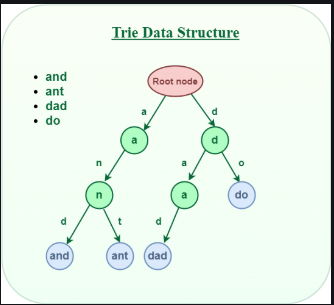 Trie Data Structure
• and
• ant
• dad
• do
Root node
a d
a d
n a o
n a do
d t d
and ant dad